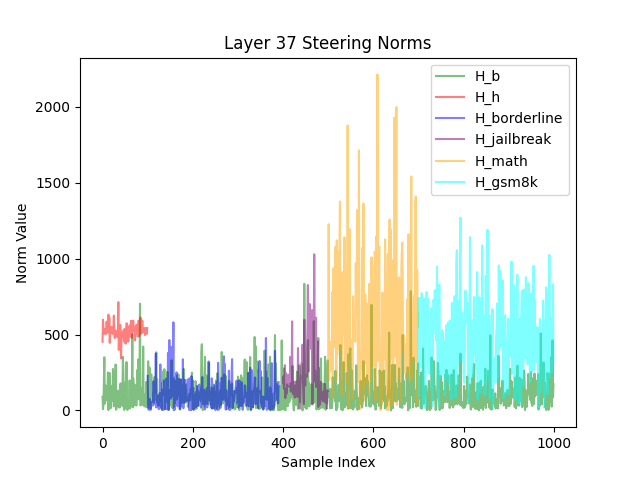 Layer 37 Steering Norms
H_b
H_h
H_borderline
H_jailbreak
H_math
H_gsm8k
2000
1500
1000
500
0
Norm Value
0
200
400
600
800
1000
Sample Index